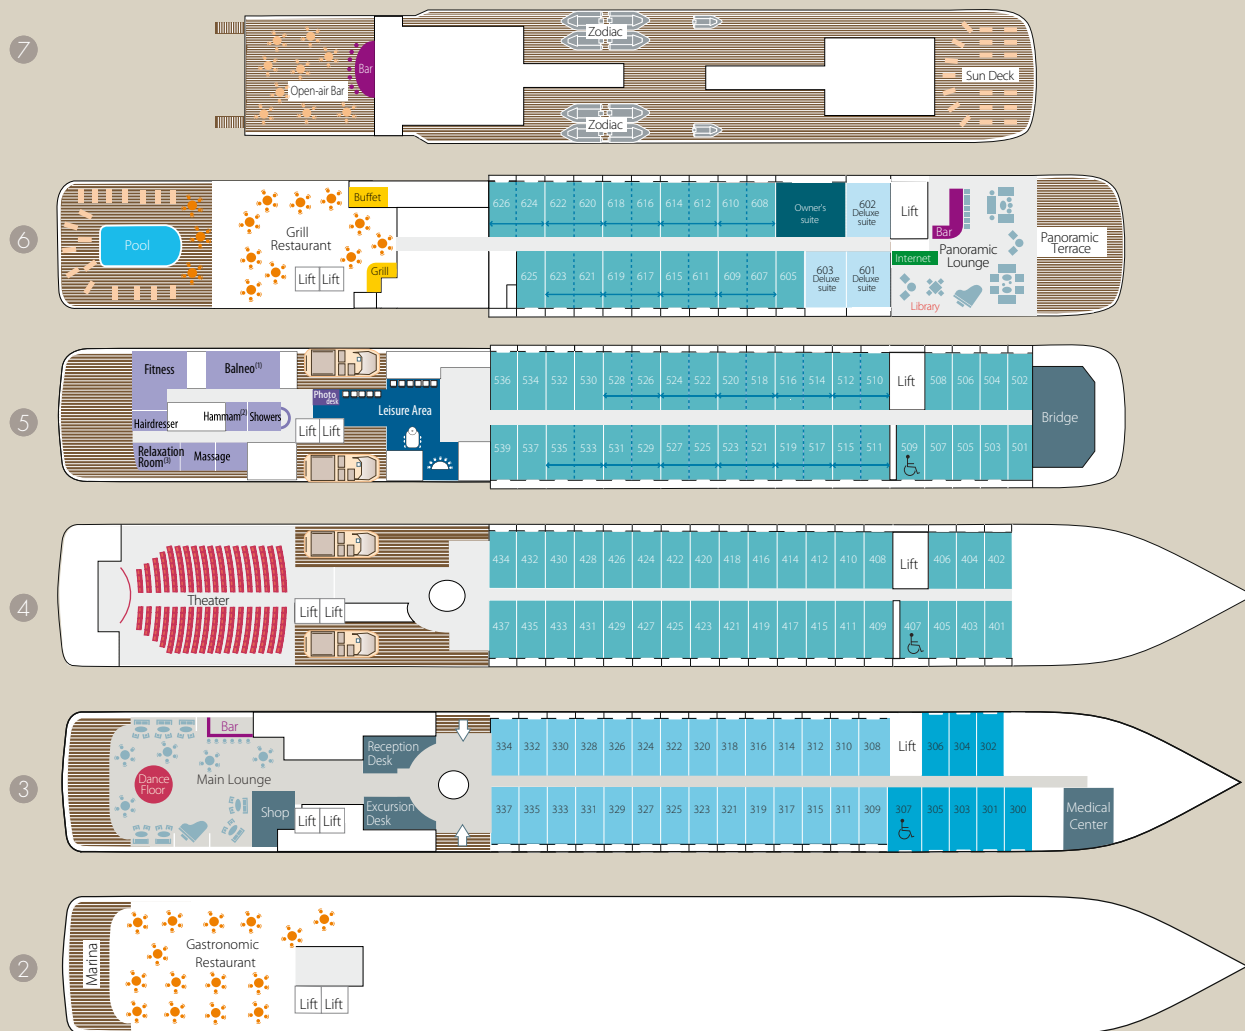 7
Zodiac
Bar
Open-air Bar
Sun Deck
Zodiac
6
Buffet
626 624 622 620 618 616 614 612 610 608
Owner's
suite
602
Deluxe
suite
Lift
Bar
Pool
Grill
Restaurant
Internet
Panoramic
Lounge
Panoramic
Terrace
Lift Lift
Grill
625 623 621 619 617 615 611 609 607 605
603
Deluxe
suite
601
Deluxe
suite
Library
5
Fitness
Balneo(1)
Photo
desk
Leisure Area
536 534 532 530 528 526 524 522 520 518 516 514 512 510
Lift
508 506 504 502
Hairdresser
Hammam(2)
Showers
Lift Lift
Bridge
Relaxation
Room(3)
Massage
539 537 535 533 531 529 527 525 523 521 519 517 515 511 509 507 505 503 501
4
434 432 430 428 426 424 422 420 418 416 414 412 410 408
Lift
406 404 402
Theater
Lift Lift
437 435 433 431 429 427 425 423 421 419 417 415 411 409 407 405 403 401
3
Bar
Reception
Desk
334 332 330 328 326 324 322 320 318 316 314 312 310 308
Lift
306 304 302
Dance
Floor
Main Lounge
Shop
Lift Lift
Excursion
Desk
337 335 333 331 329 327 325 323 321 319 317 315 311 309 307 305 303 301 300
Medical
Center
2
Marina
Gastronomic
Restaurant
Lift Lift